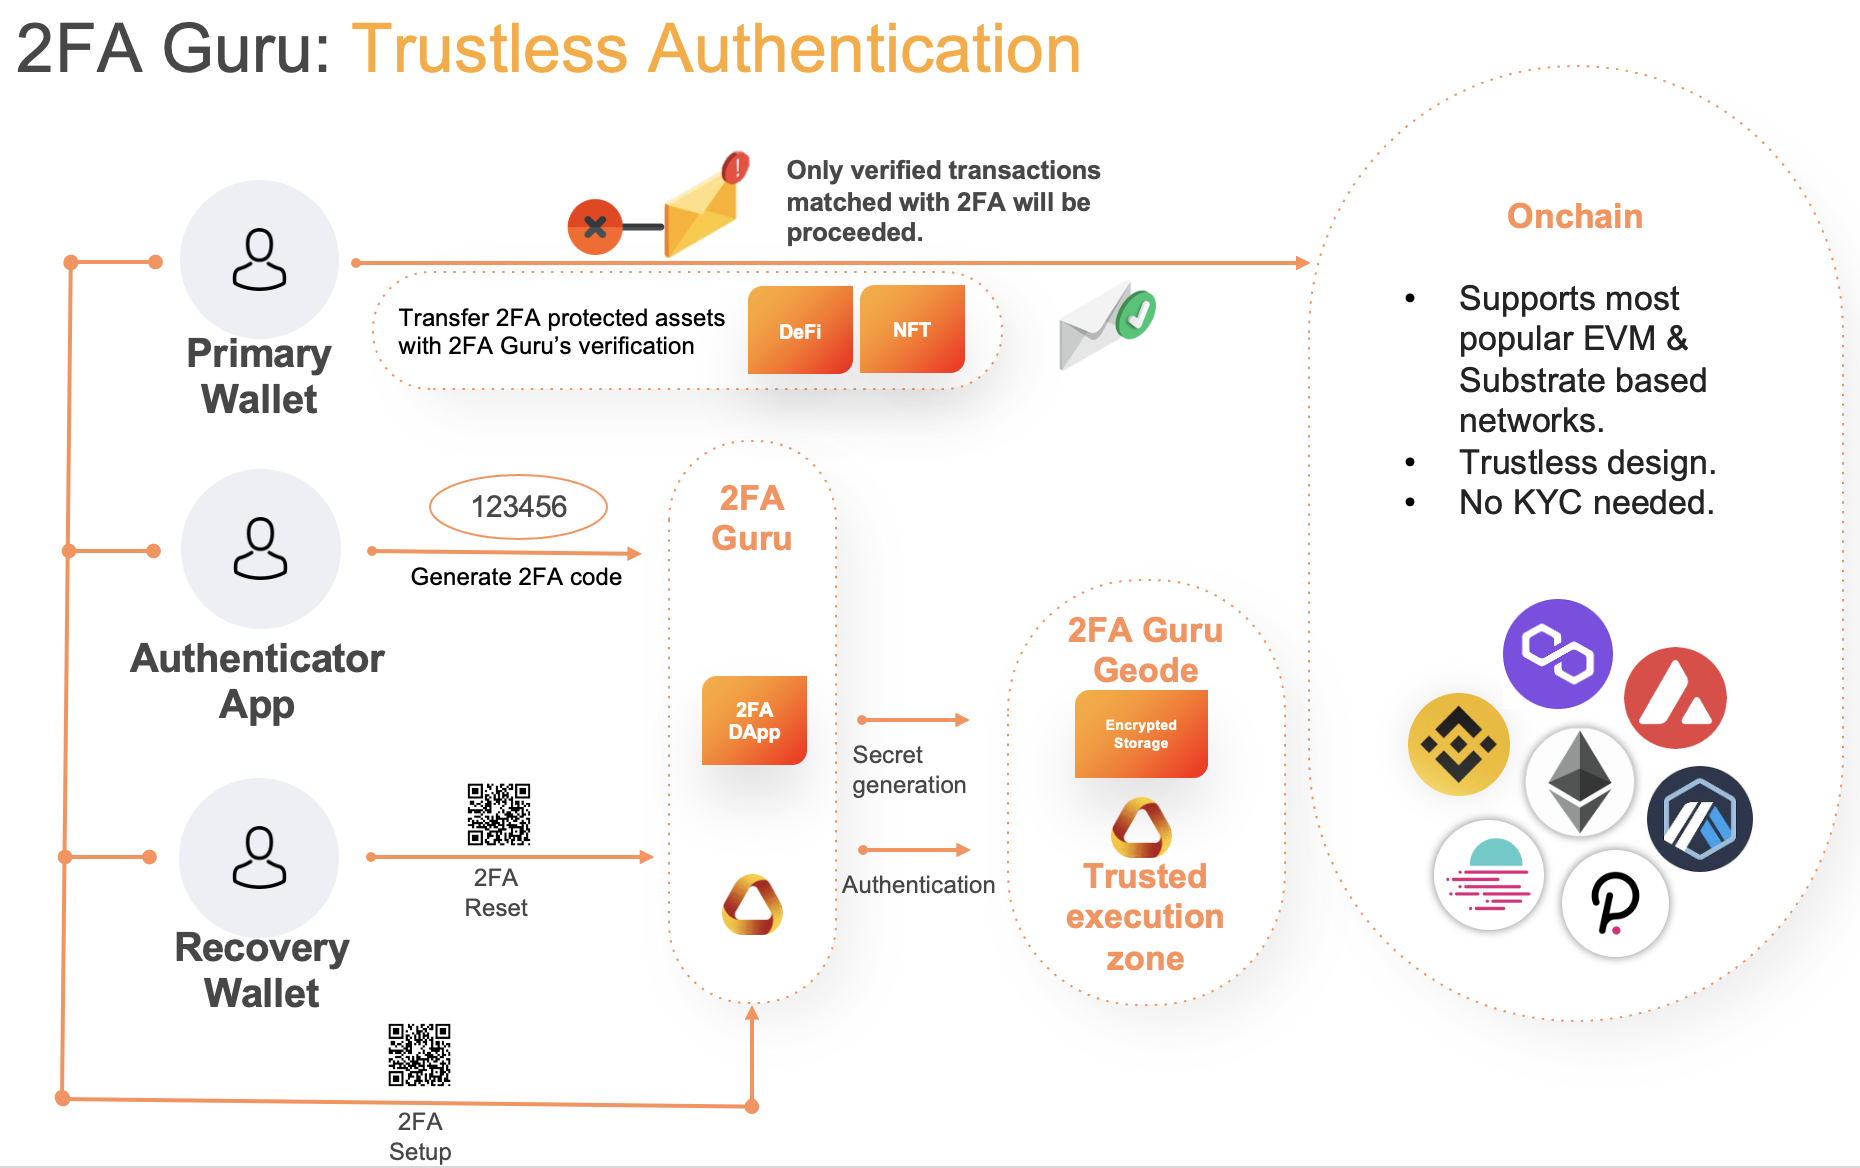 2FA Guru: Trustless Authentication
Only verified transactions
matched with 2FA will be
proceeded.
Primary
Wallet
Transfer 2FA protected assets
with 2FA Guru's verification
DeFi
NFT
Onchain
• Supports most
popular EVM &
Substrate based
networks.
• Trustless design.
• No KYC needed.
Authenticator
App
123456
Generate 2FA code
2FA
Guru
2FA
DApp
Secret
generation
Authentication
2FA Guru
Geode
Encrypted
Storage
Trusted
execution
zone
Recovery
Wallet
2FA
Reset
2FA
Setup